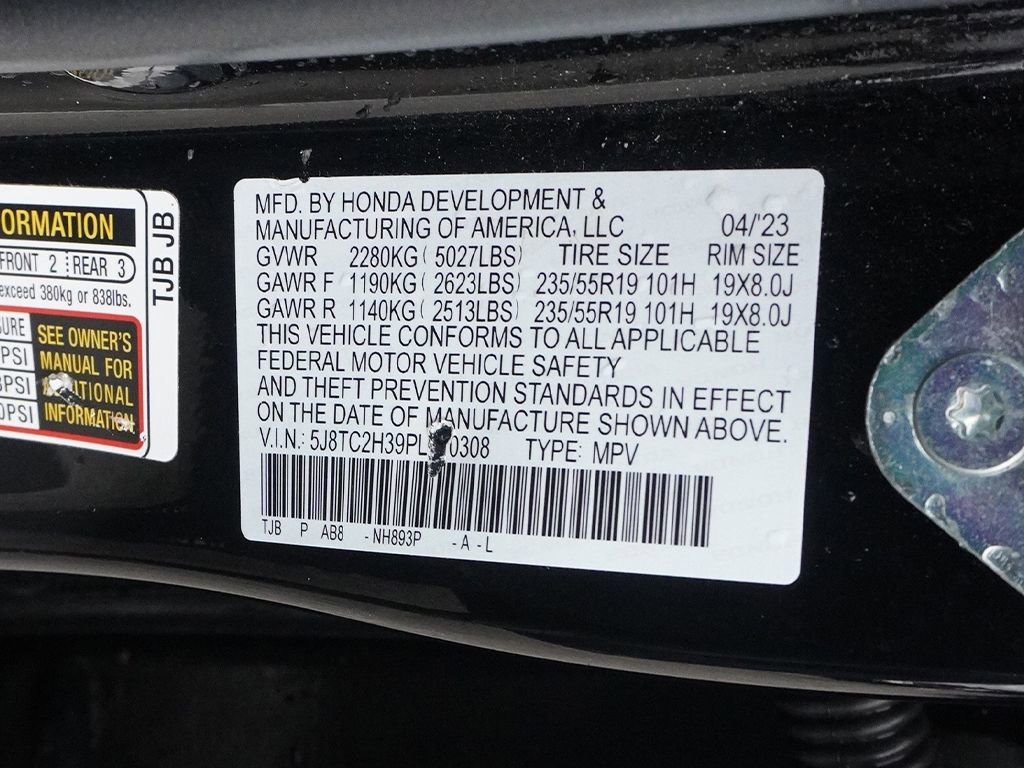 ORMATION
FRONT 2 REAR 3
exceed 380kg or 838lbs.
TJB JB
SEE OWNER'S
MANUAL FOR
INFORMATION
MFD. BY HONDA DEVELOPMENT &
MANUFACTURING OF AMERICA, LLC 04/'23
GVWR 2280KG ( 5027LBS) TIRE SIZE RIM SIZE
GAWR F 1190KG ( 2623LBS) 235/55R19 101H 19X8.0J
GAWR R 1140KG ( 2513LBS) 235/55R19 101H 19X8.0J
THIS VEHICLE CONFORMS TO ALL APPLICABLE
FEDERAL MOTOR VEHICLE SAFETY
AND THEFT PREVENTION STANDARDS IN EFFECT
ON THE DATE OF MANUFACTURE SHOWN ABOVE.
V.I.N.: TYPE: MPV
TJB P AB8 -NH893P -A-L